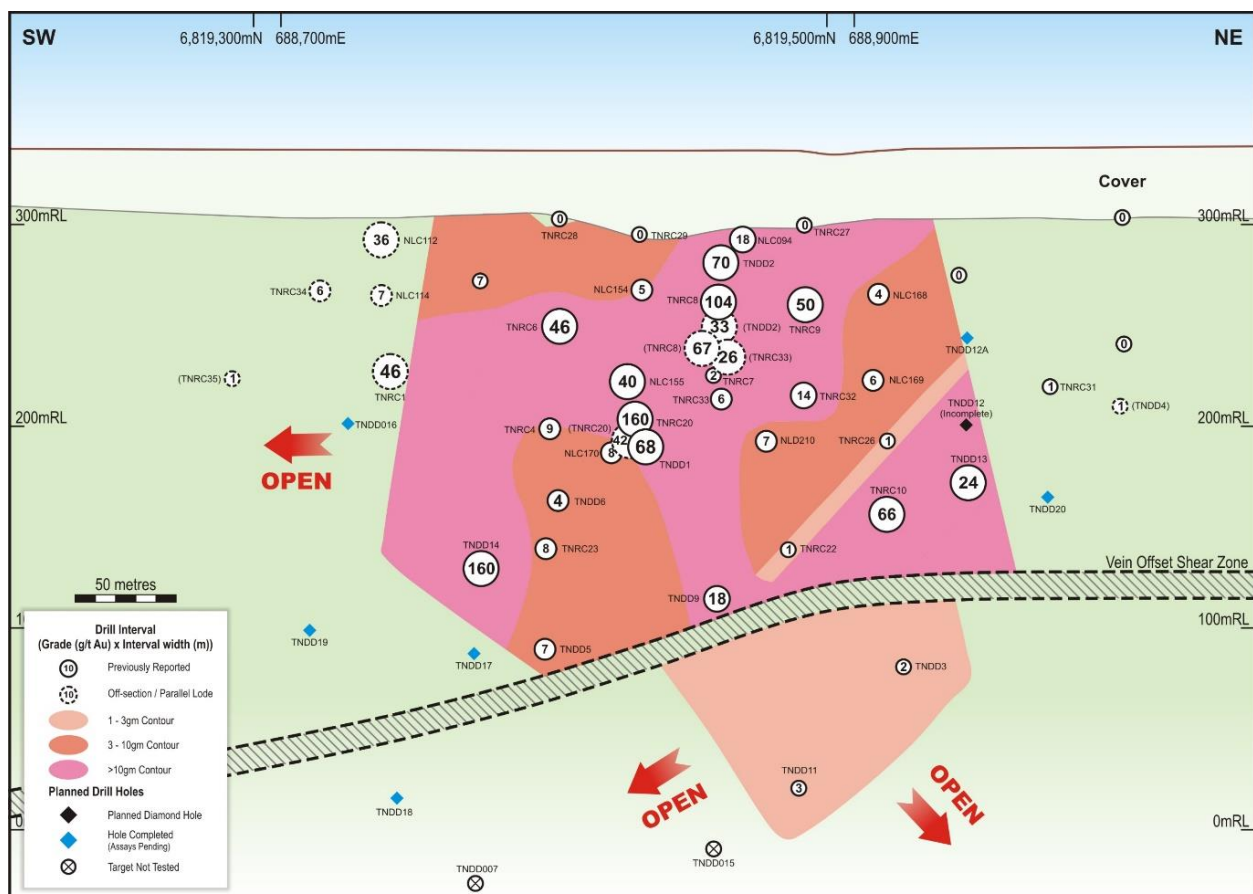 SW
6,819,300mN
688,700mE
6,819,500mN
688,900mE
NE
Cover
300mRL
300mRL
0
TNRC28
0
TNRC29
18
NLC094
0
TNRC27
0
36
NLC112
70
TNDD2
TNRC34
6
7
NLC114
7
NLC154
5
TNRC8
104
50
TNRC9
4
NLC168
0
TNRC6
46
33
(TNDD2)
(TNRC8)
67
26
(TNRC33)
TNDD12A
0
(TNRC35)
1
46
TNRC1
40
NLC155
2
TNRC7
TNRC33
6
14
TNRC32
6
NLC169
1
TNRC31
1
(TNDD4)
TNDD12
(Incomplete)
200mRL
200mRL
TNDD016
TNRC4
9
(TNRC20)
160
TNRC20
42
NLC170
8
68
TNDD1
7
NLD210
TNRC26
1
OPEN
TNDD13
24
4
TNDD6
TNRC10
66
TNDD20
TNDD14
160
8
TNRC23
1
TNRC22
Vein Offset Shear Zone
50 metres
TNDD9
18
100mRL
TNDD19
TNDD17
7
TNDD5
2
TNDD3
Drill Interval
(Grade (g/t Au) x Interval width (m))
10
Previously Reported
10
Off-section / Parallel Lode
1 - 3gm Contour
3 - 10gm Contour
>10gm Contour
Planned Drill Holes
Planned Diamond Hole
Hole Completed
(Assays Pending)
Target Not Tested
OPEN
TNDD11
3
OPEN
TNDD18
0mRL
TNDD015
TNDD007